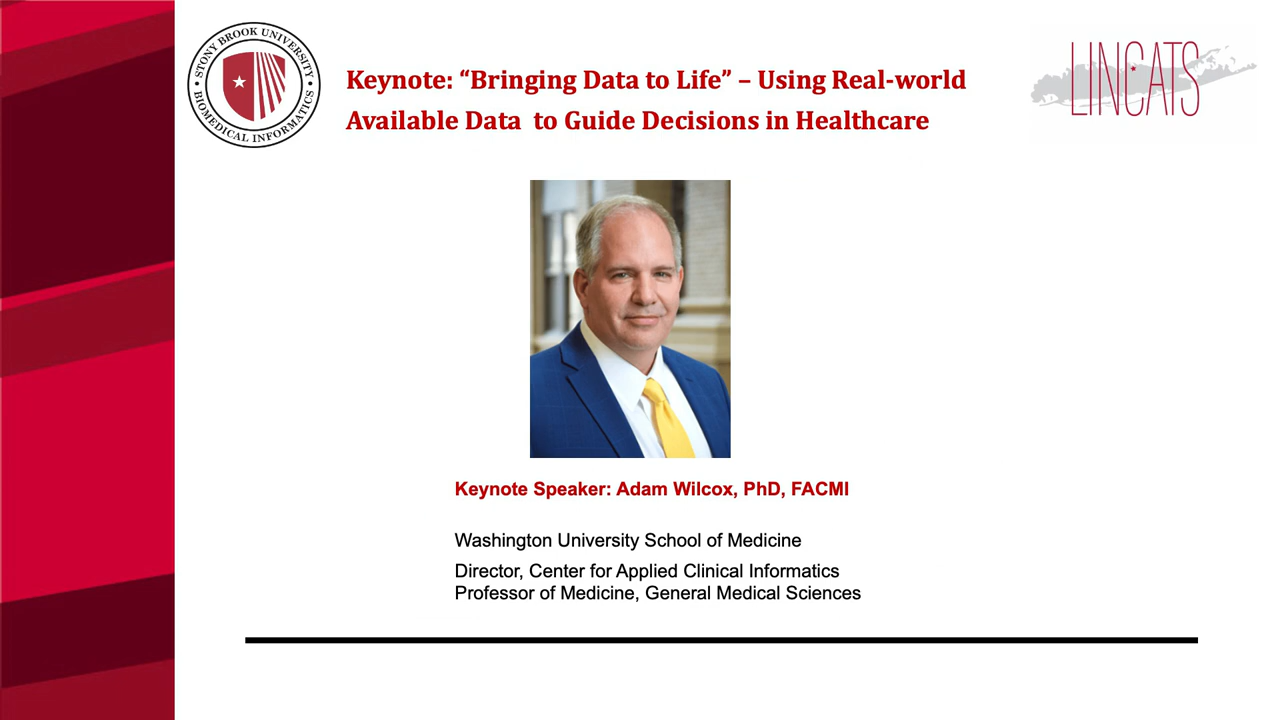 STONY BROOK UNIVERSITY
BIOMEDICAL INFORMATICS
Keynote: “Bringing Data to Life” – Using Real-world
Available Data to Guide Decisions in Healthcare
LINCATS
Keynote Speaker: Adam Wilcox, PhD, FACMI
Washington University School of Medicine
Director, Center for Applied Clinical Informatics
Professor of Medicine, General Medical Sciences